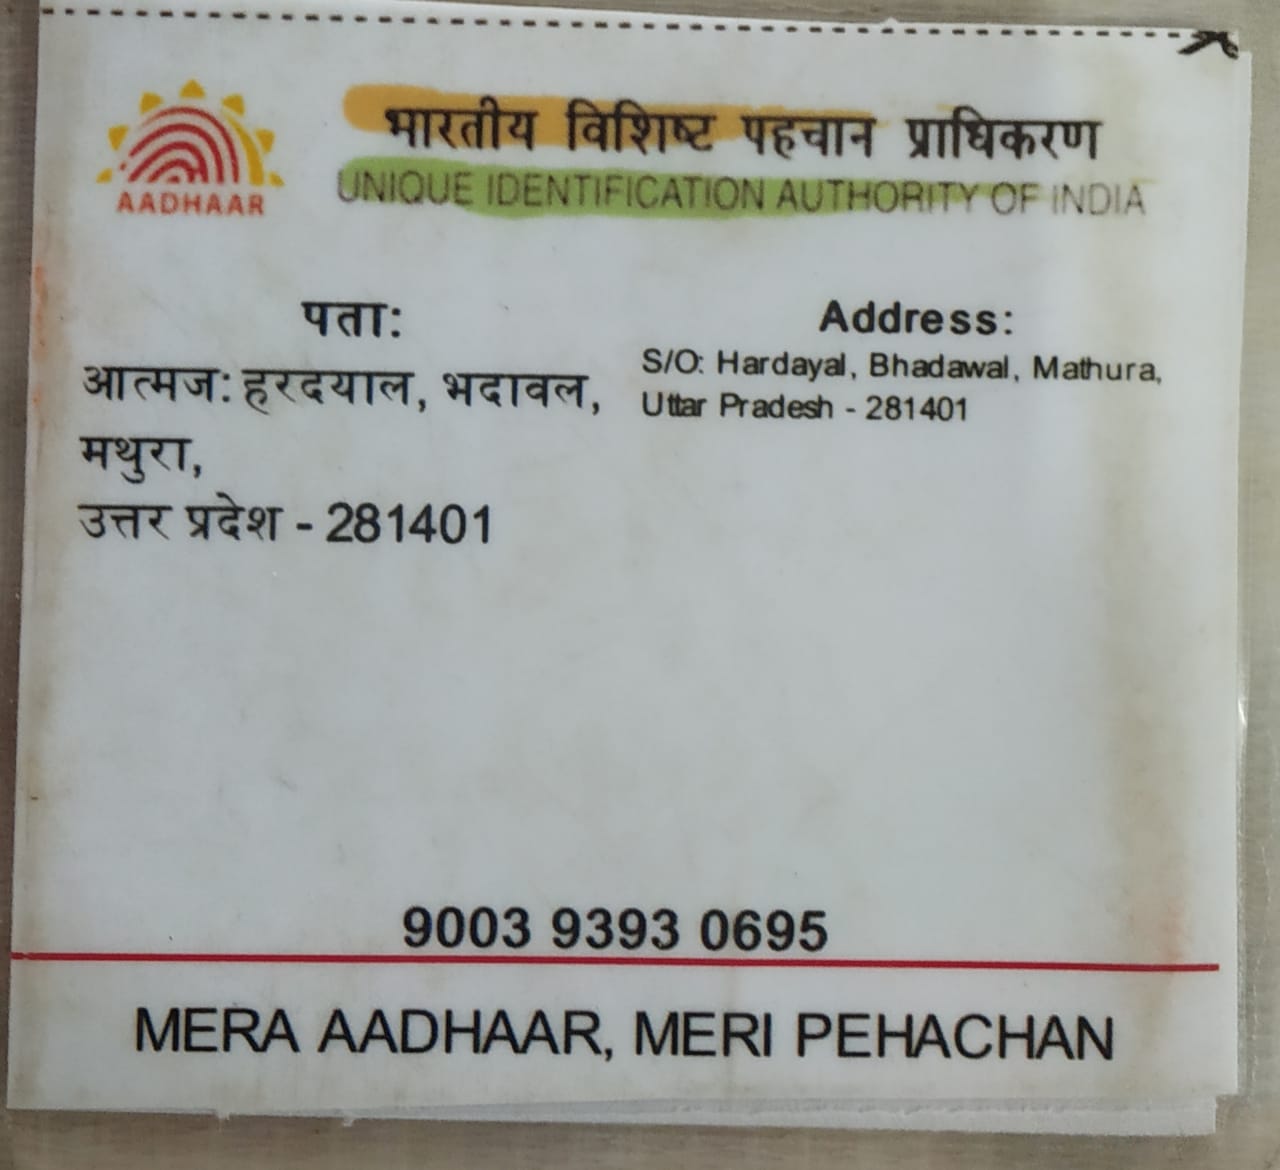 AADHAAR
भारतीय विशिष्ट पहचान प्राधिकरण
UNIQUE IDENTIFICATION AUTHORITY OF INDIA
पता:
आत्मज: हरदयाल, भदावल,
मथुरा,
उत्तर प्रदेश - 281401
Address:
S/O: Hardayal, Bhadawal, Mathura,
Uttar Pradesh - 281401
9003 9393 0695
MERA AADHAAR, MERI PEHACHAN